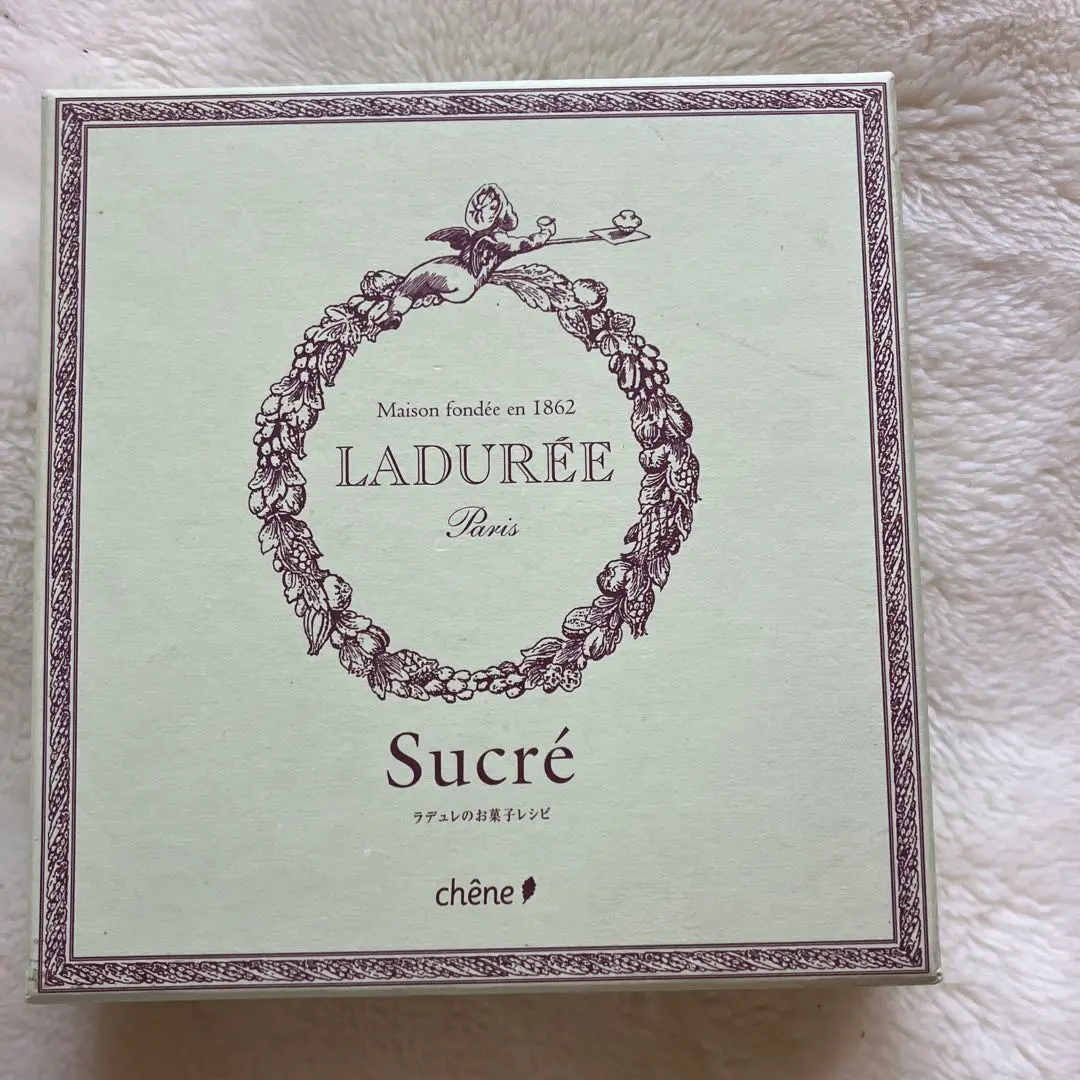 Maison fondée en 1862
LADURÉE
Paris
Sucré
ラデュレのお菓子レシピ
chêne